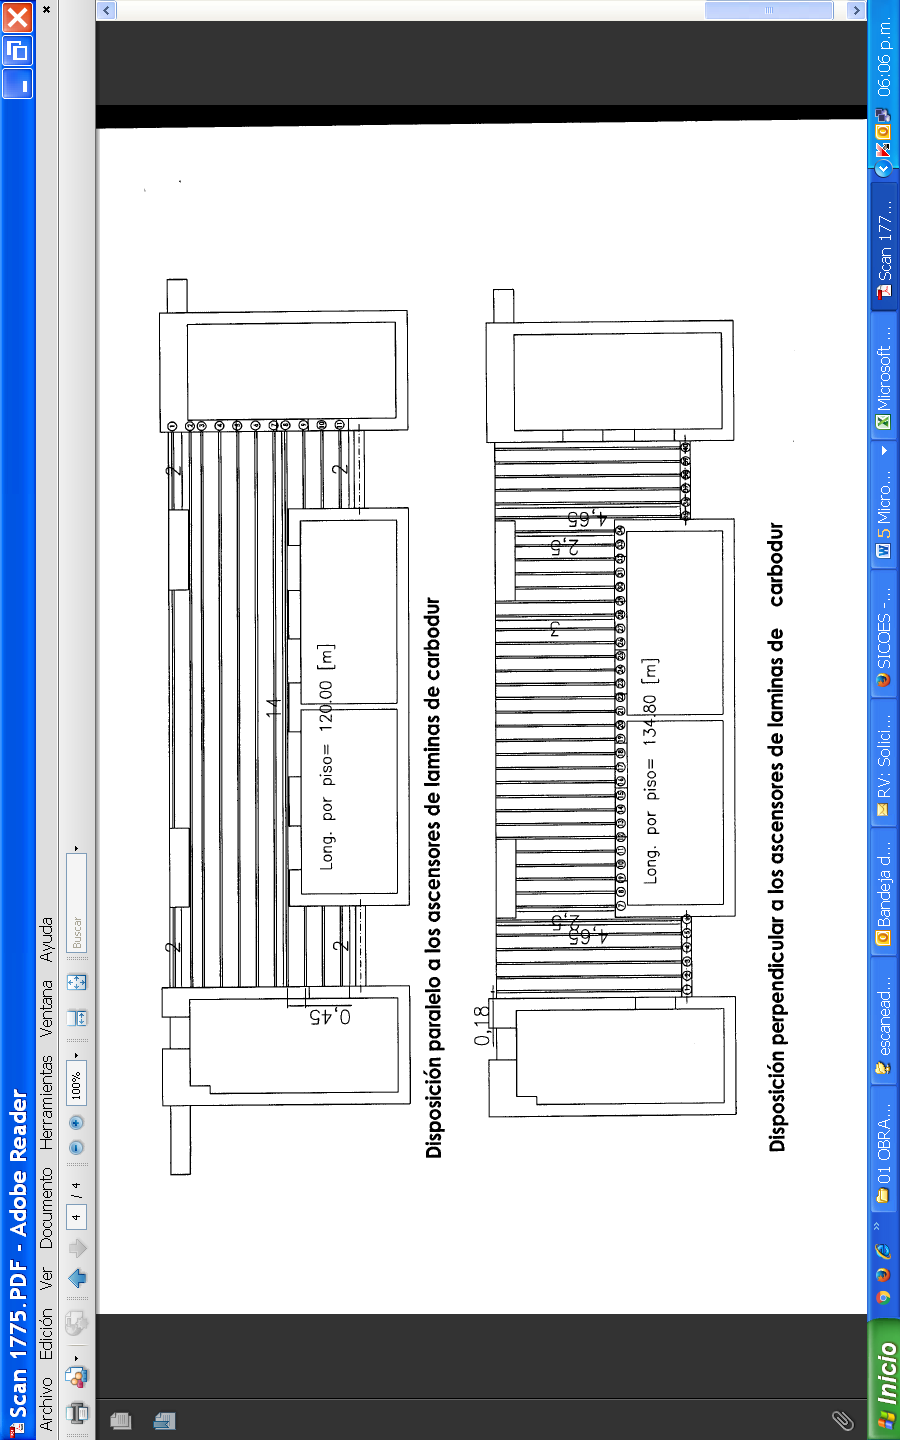 Scan 1775.PDF - Adobe Reader
Archivo Edición Ver Documento Herramientas Ventana Ayuda
4 / 4 100% Buscar
2 14 2
2 2
0,45
Long. por piso= 120.00 [m]
Disposición paralelo a los ascensores de laminas de carbodur
0,18
4,65 2,5 3 2,5 4,65
Long. por piso= 134.80 [m]
Disposición perpendicular a los ascensores de laminas de carbodur
Inicio
01 OBRA... escanead... Bandeja d... RV: Solici... SICOES -... 5 Micro... Microsoft ... Scan 177... 06:06 p.m.